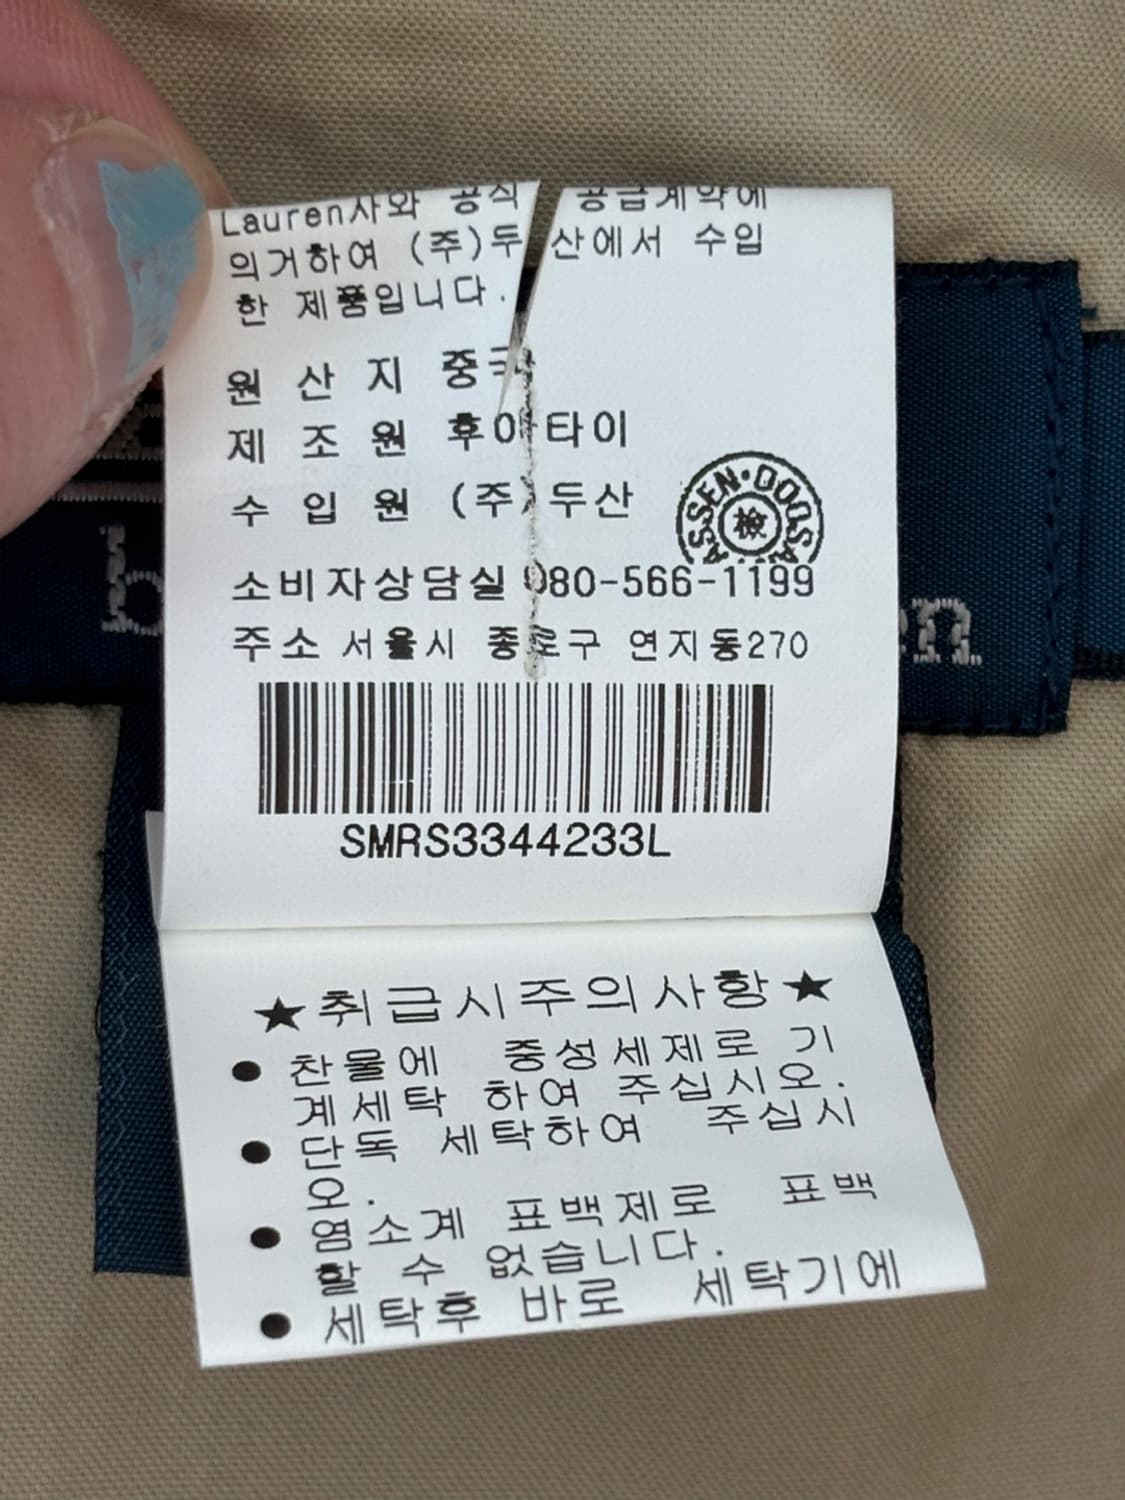 Lauren사와 공식 공급계약에
의거하여 (주)두산에서 수입
한 제품입니다.
원 산 지 중국
제 조 원 후아타이
수 입 원 (주)두산
ASSEN·DOOSA
檢
소비자상담실 080-566-1199
주소 서울시 종로구 연지동270
SMRS3344233L
★취급시주의사항★
● 찬물에 중성세제로 기
계세탁 하여 주십시오.
● 단독 세탁하여 주십시
오.
● 염소계 표백제로 표백
할 수 없습니다.
● 세탁후 바로 세탁기에
b
en